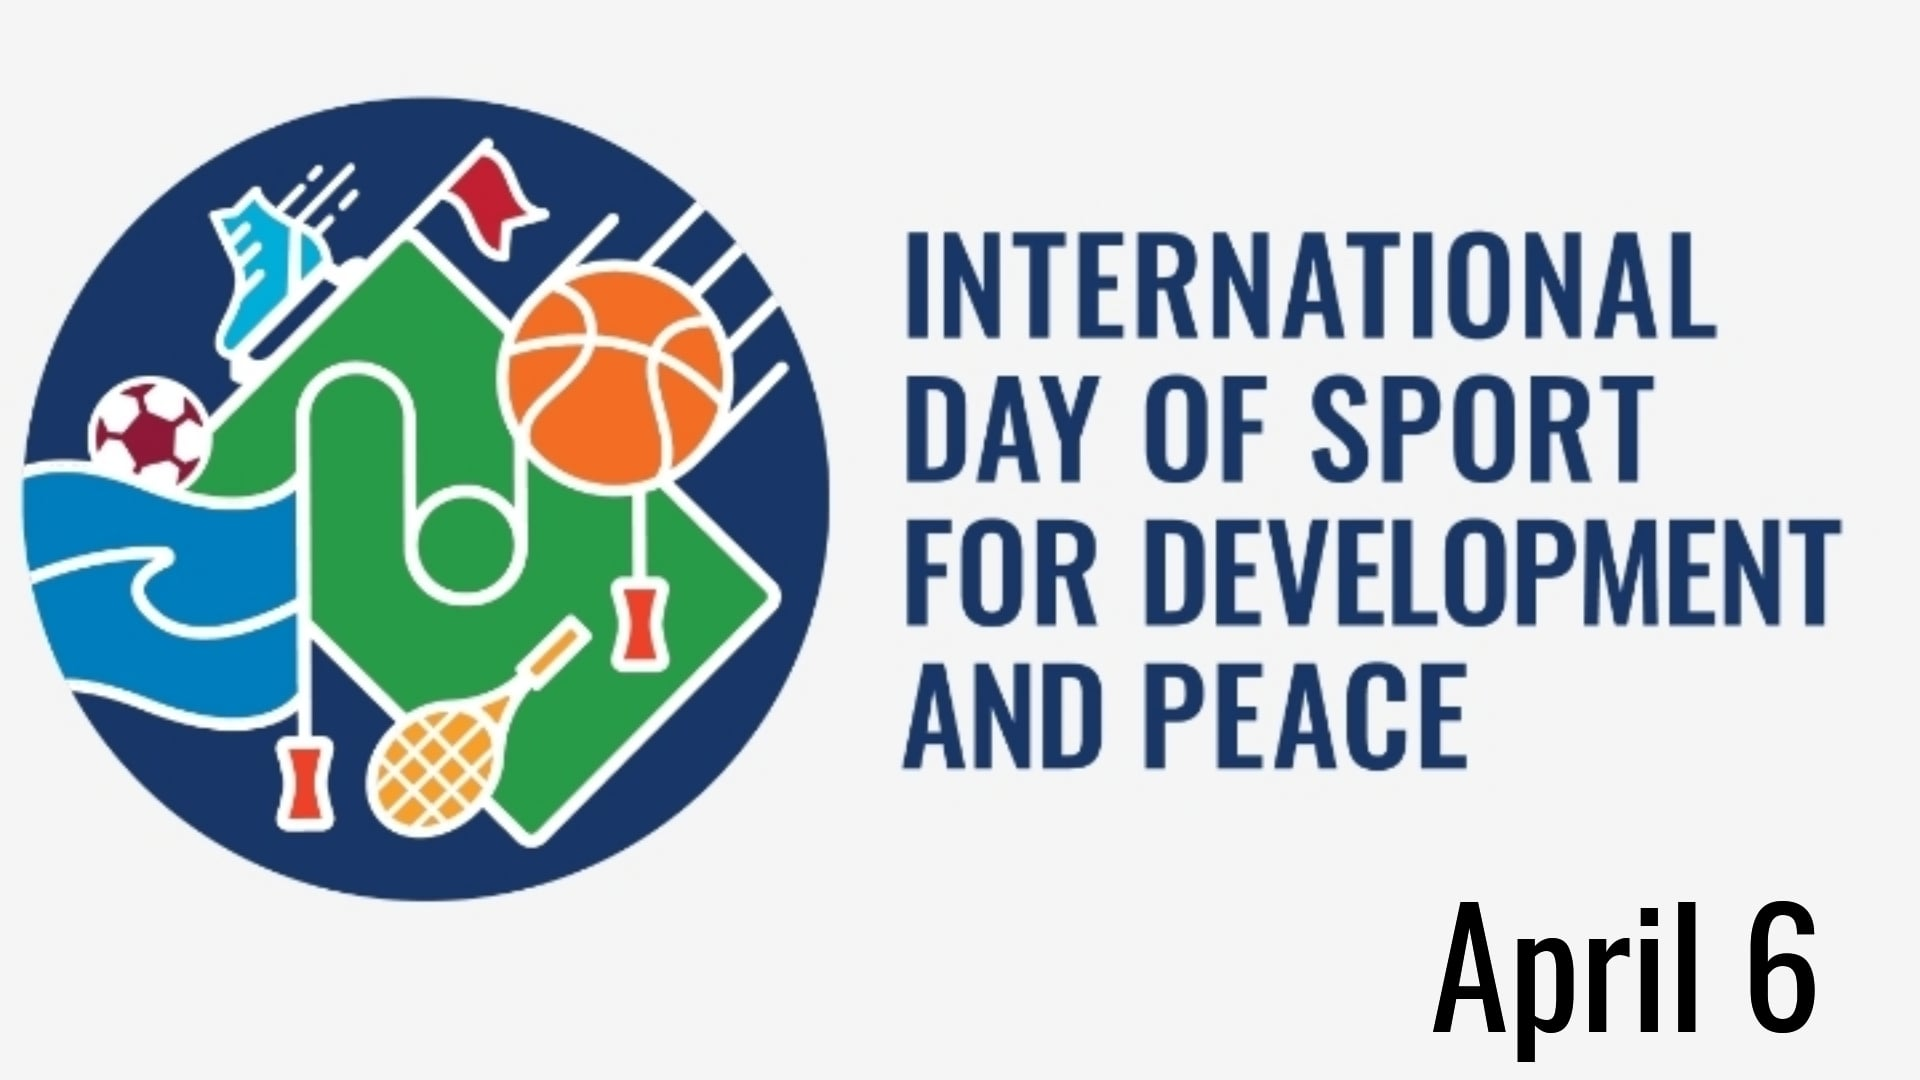 INTERNATIONAL
DAY OF SPORT
FOR DEVELOPMENT
AND PEACE
April 6